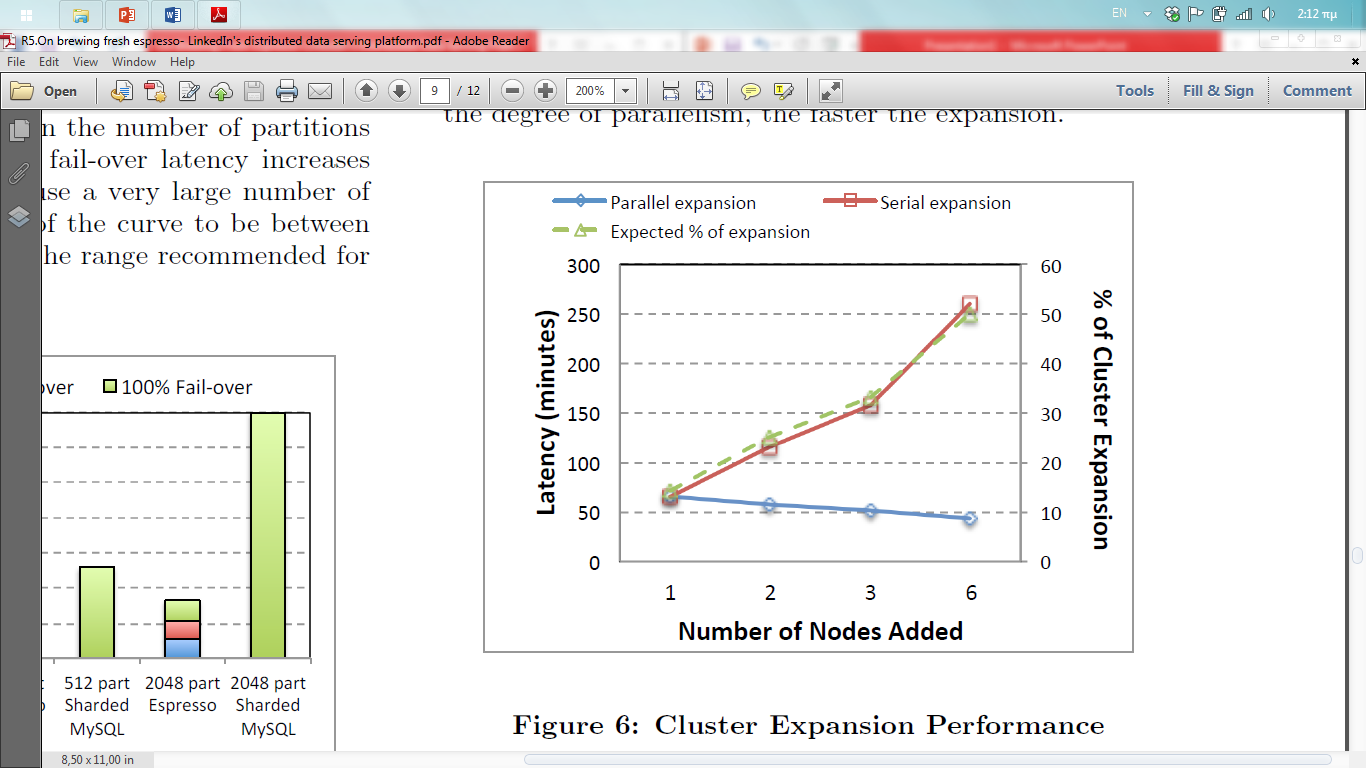 EN
2:12 πμ
R5.On brewing fresh espresso- LinkedIn's distributed data serving platform.pdf - Adobe Reader
File Edit View Window Help
Open
9 / 12
200%
Tools Fill & Sign Comment
n the number of partitions
fail-over latency increases
use a very large number of
of the curve to be between
he range recommended for
over 100% Fail-over
512 part Sharded MySQL
2048 part Espresso
2048 part Sharded MySQL
the degree of parallelism, the faster the expansion.
Parallel expansion Serial expansion
Expected % of expansion
300 60
250 50
200 40
150 30
100 20
50 10
0 0
Latency (minutes)
% of Cluster Expansion
1 2 3 6
Number of Nodes Added
Figure 6: Cluster Expansion Performance
8,50 x 11,00 in